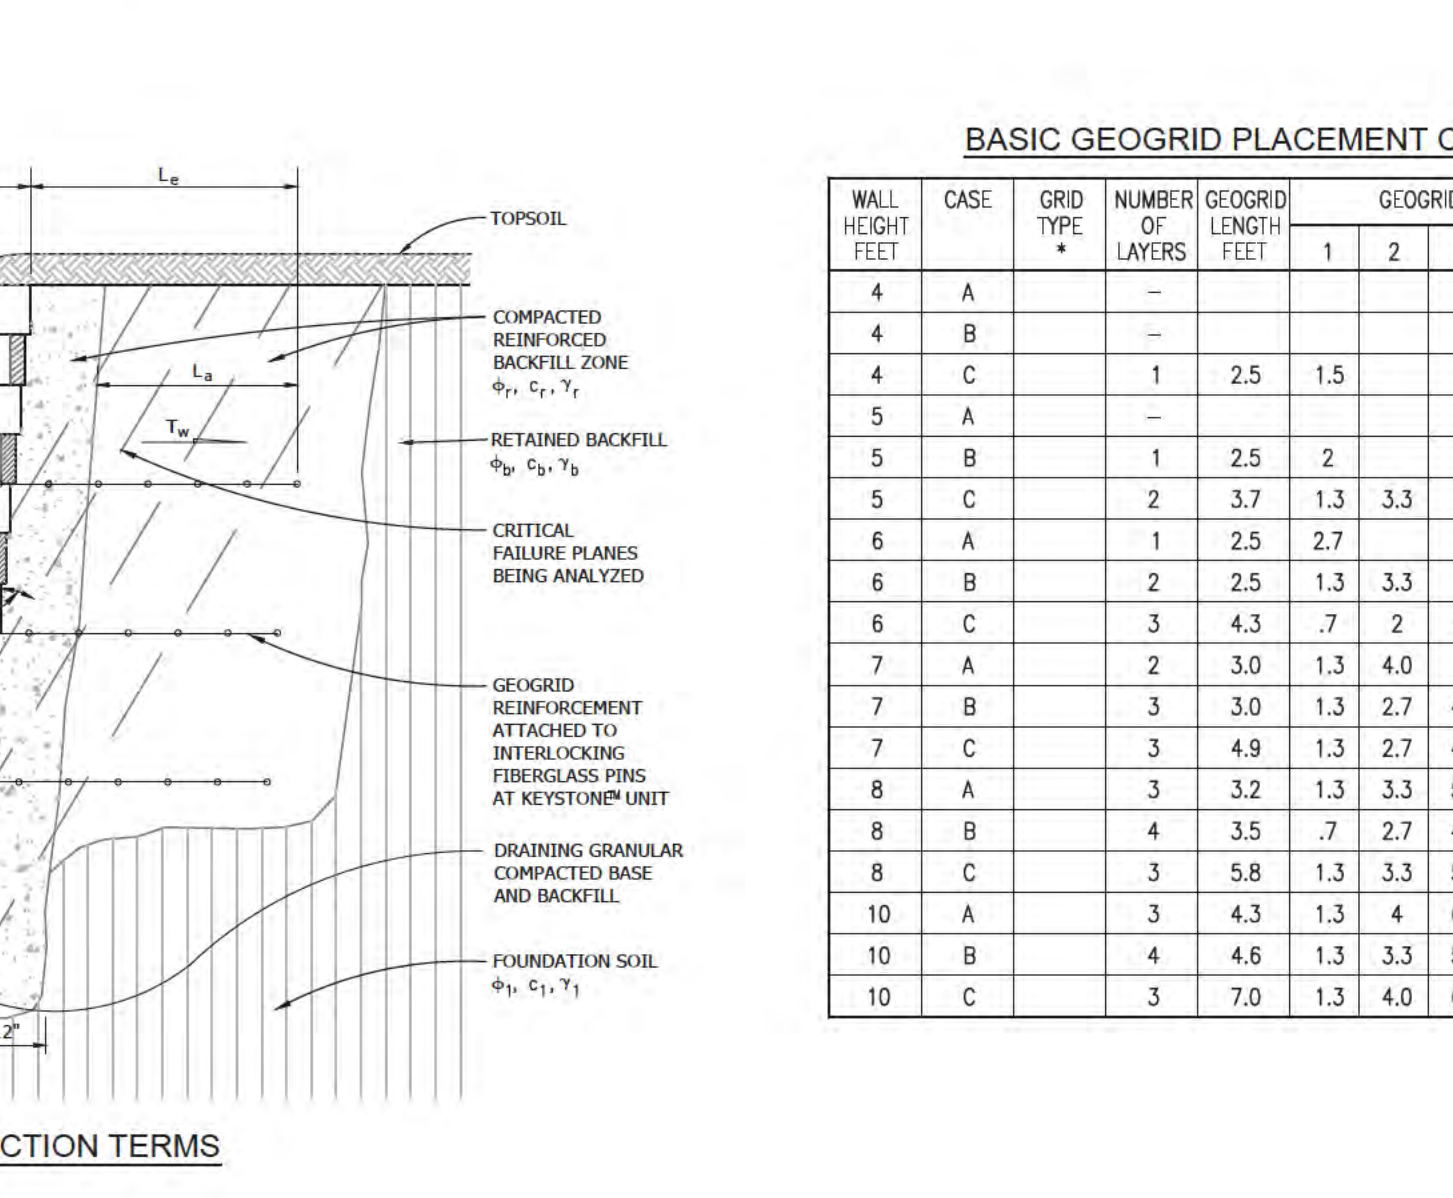 Le
TOPSOIL
COMPACTED
REINFORCED
BACKFILL ZONE
ϕr, cr, γr
La
Tw
RETAINED BACKFILL
ϕb, cb, γb
CRITICAL
FAILURE PLANES
BEING ANALYZED
GEOGRID
REINFORCEMENT
ATTACHED TO
INTERLOCKING
FIBERGLASS PINS
AT KEYSTONE™ UNIT
DRAINING GRANULAR
COMPACTED BASE
AND BACKFILL
FOUNDATION SOIL
ϕ1, c1, γ1
2"
CTION TERMS
BASIC GEOGRID PLACEMENT
WALL HEIGHT FEET CASE GRID TYPE * NUMBER OF LAYERS GEOGRID LENGTH FEET GEOGRID
1 2
4 A –
4 B –
4 C 1 2.5 1.5
5 A –
5 B 1 2.5 2
5 C 2 3.7 1.3 3.3
6 A 1 2.5 2.7
6 B 2 2.5 1.3 3.3
6 C 3 4.3 .7 2
7 A 2 3.0 1.3 4.0
7 B 3 3.0 1.3 2.7
7 C 3 4.9 1.3 2.7
8 A 3 3.2 1.3 3.3
8 B 4 3.5 .7 2.7
8 C 3 5.8 1.3 3.3
10 A 3 4.3 1.3 4
10 B 4 4.6 1.3 3.3
10 C 3 7.0 1.3 4.0